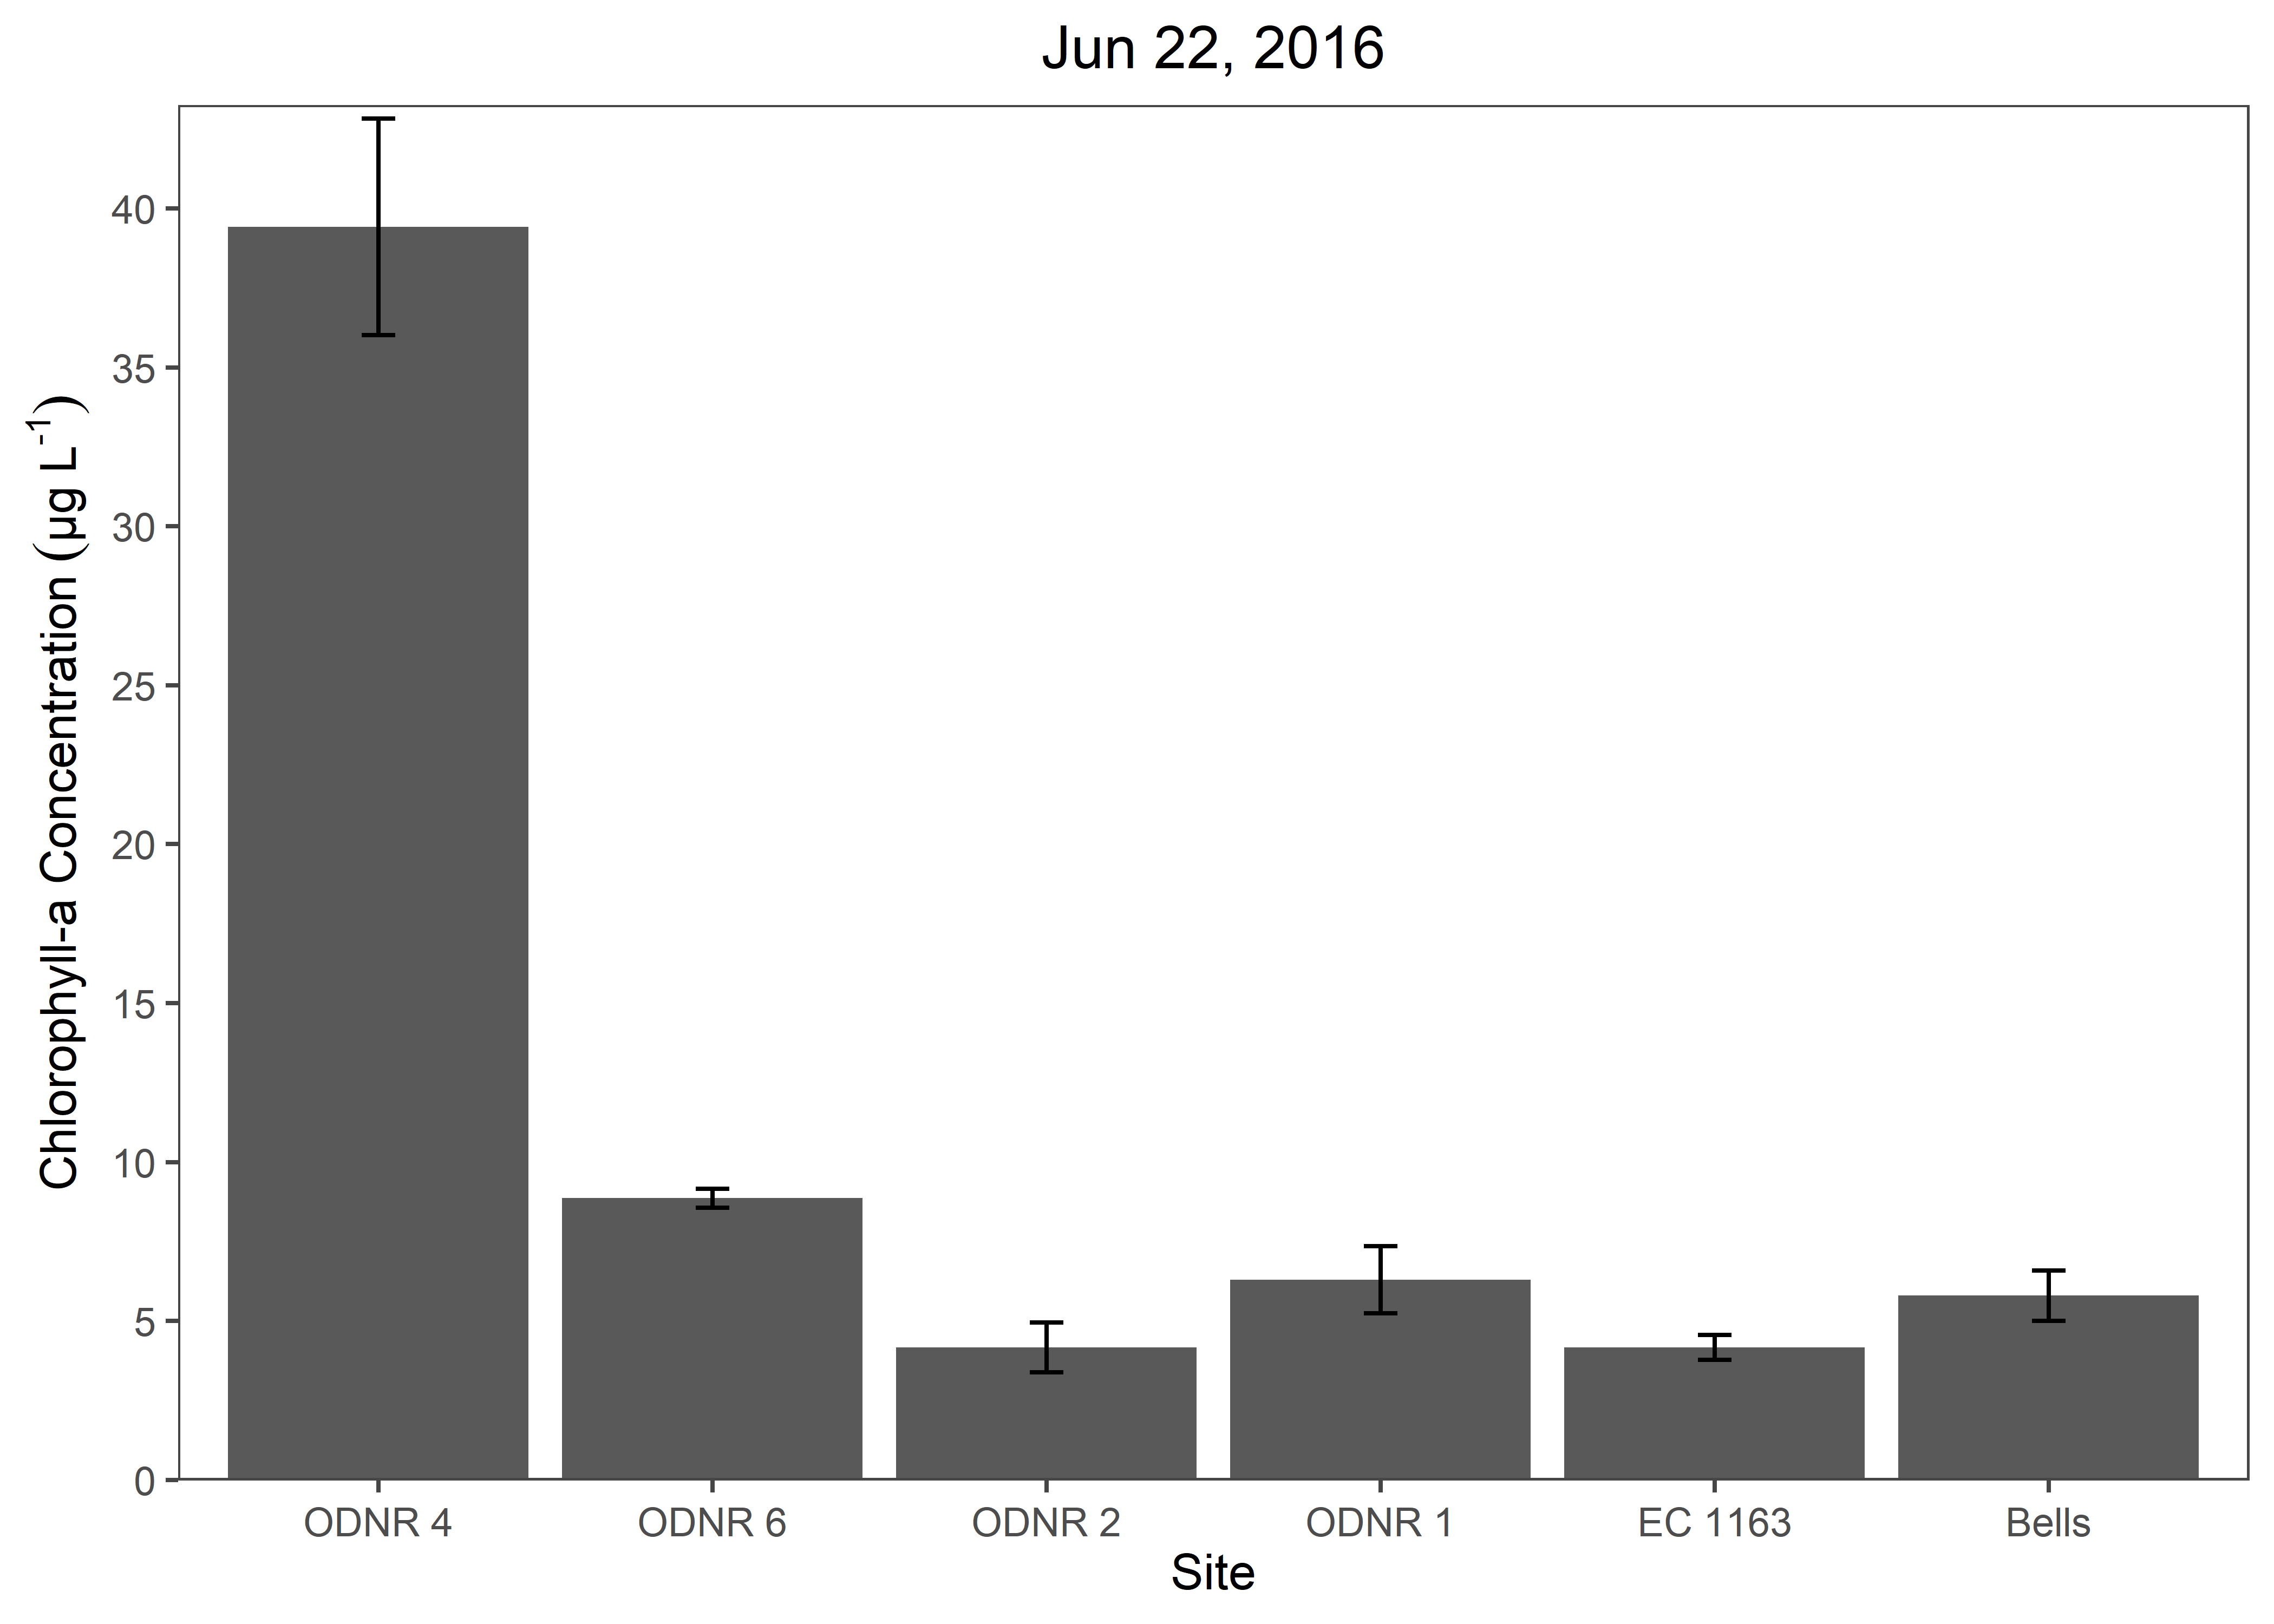 Jun 22, 2016
Chlorophyll-a Concentration (µg L⁻¹)
40
35
30
25
20
15
10
5
0
ODNR 4 ODNR 6 ODNR 2 ODNR 1 EC 1163 Bells
Site